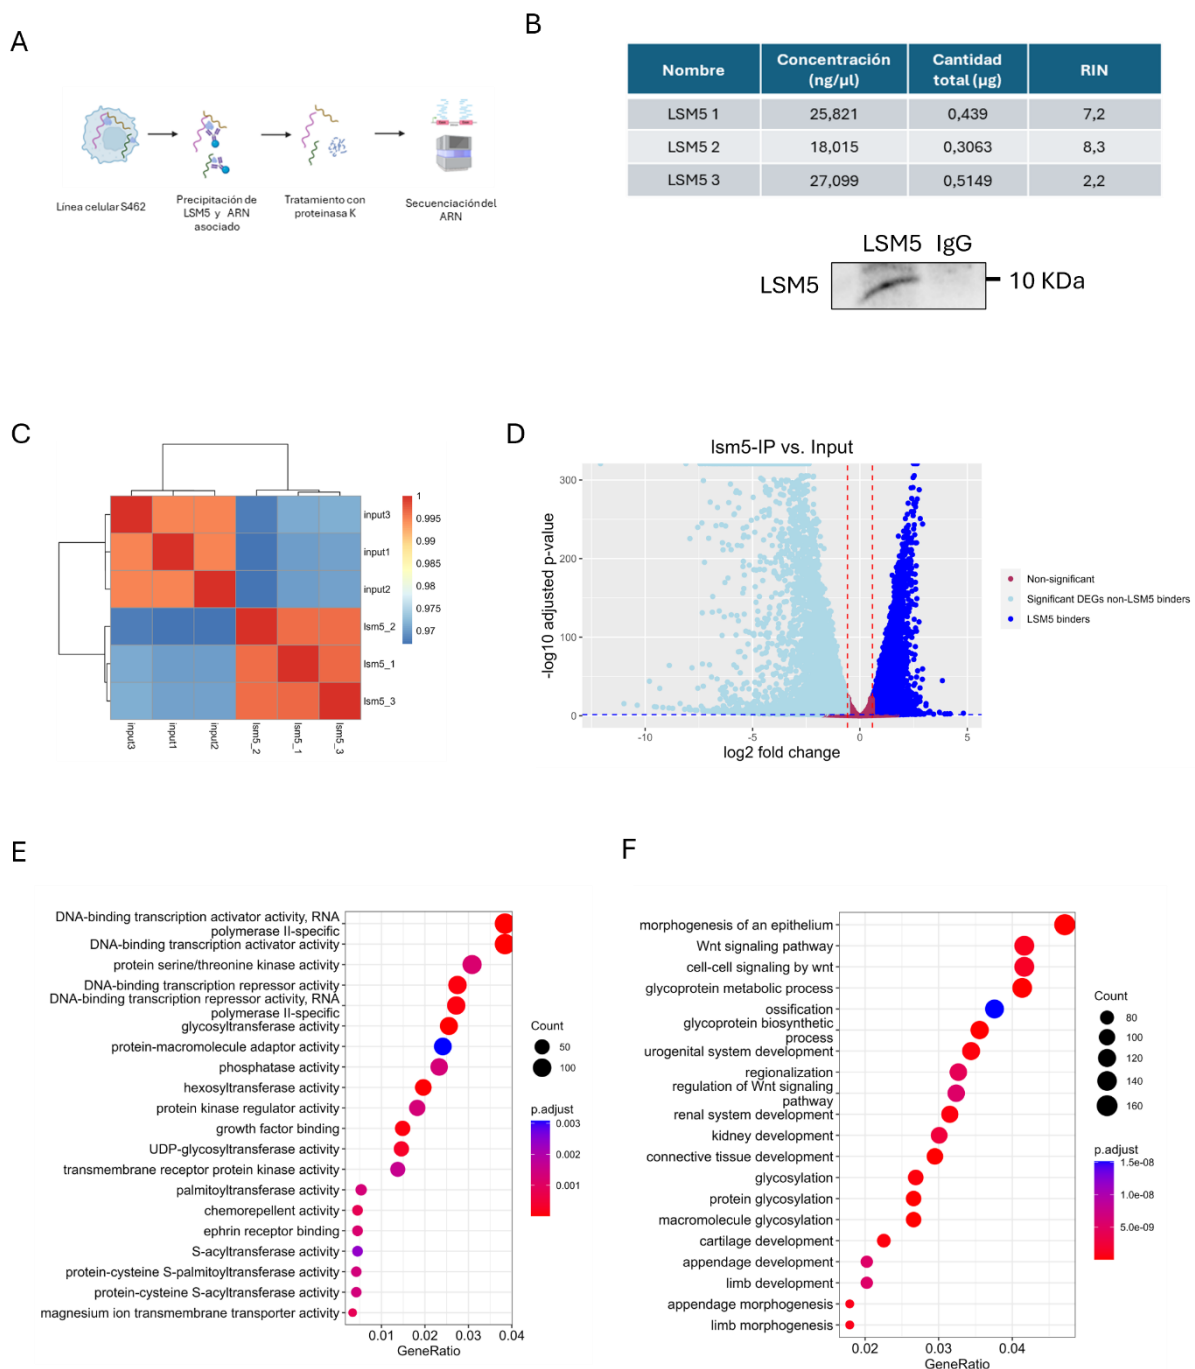 A
Línea celular S462
Precipitación de
LSM5 y ARN
asociado
Tratamiento con
proteinasa K
Secuenciación del
ARN
B
Nombre Concentración (ng/µl) Cantidad total (µg) RIN
LSM5 1 25,821 0,439 7,2
LSM5 2 18,015 0,3063 8,3
LSM5 3 27,099 0,5149 2,2
LSM5 IgG
LSM5 10 KDa
C
1
0.995
0.99
0.985
0.98
0.975
0.97
input3
input1
input2
lsm5_2
lsm5_1
lsm5_3
input3 input1 input2 lsm5_2 lsm5_1 lsm5_3
D
lsm5-IP vs. Input
-log10 adjusted p-value
300
200
100
0
-10 -5 0 5
log2 fold change
Non-significant
Significant DEGs non-LSM5 binders
LSM5 binders
E
DNA-binding transcription activator activity, RNA
polymerase II-specific
DNA-binding transcription activator activity
protein serine/threonine kinase activity
DNA-binding transcription repressor activity
DNA-binding transcription repressor activity, RNA
polymerase II-specific
glycosyltransferase activity
protein-macromolecule adaptor activity
phosphatase activity
hexosyltransferase activity
protein kinase regulator activity
growth factor binding
UDP-glycosyltransferase activity
transmembrane receptor protein kinase activity
palmitoyltransferase activity
chemorepellent activity
ephrin receptor binding
S-acyltransferase activity
protein-cysteine S-palmitoyltransferase activity
protein-cysteine S-acyltransferase activity
magnesium ion transmembrane transporter activity
0.01 0.02 0.03 0.04
GeneRatio
Count
50
100
p.adjust
0.003
0.002
0.001
F
morphogenesis of an epithelium
Wnt signaling pathway
cell-cell signaling by wnt
glycoprotein metabolic process
ossification
glycoprotein biosynthetic
process
urogenital system development
regionalization
regulation of Wnt signaling
pathway
renal system development
kidney development
connective tissue development
glycosylation
protein glycosylation
macromolecule glycosylation
cartilage development
appendage development
limb development
appendage morphogenesis
limb morphogenesis
0.02 0.03 0.04
GeneRatio
Count
80
100
120
140
160
p.adjust
1.5e-08
1.0e-08
5.0e-09